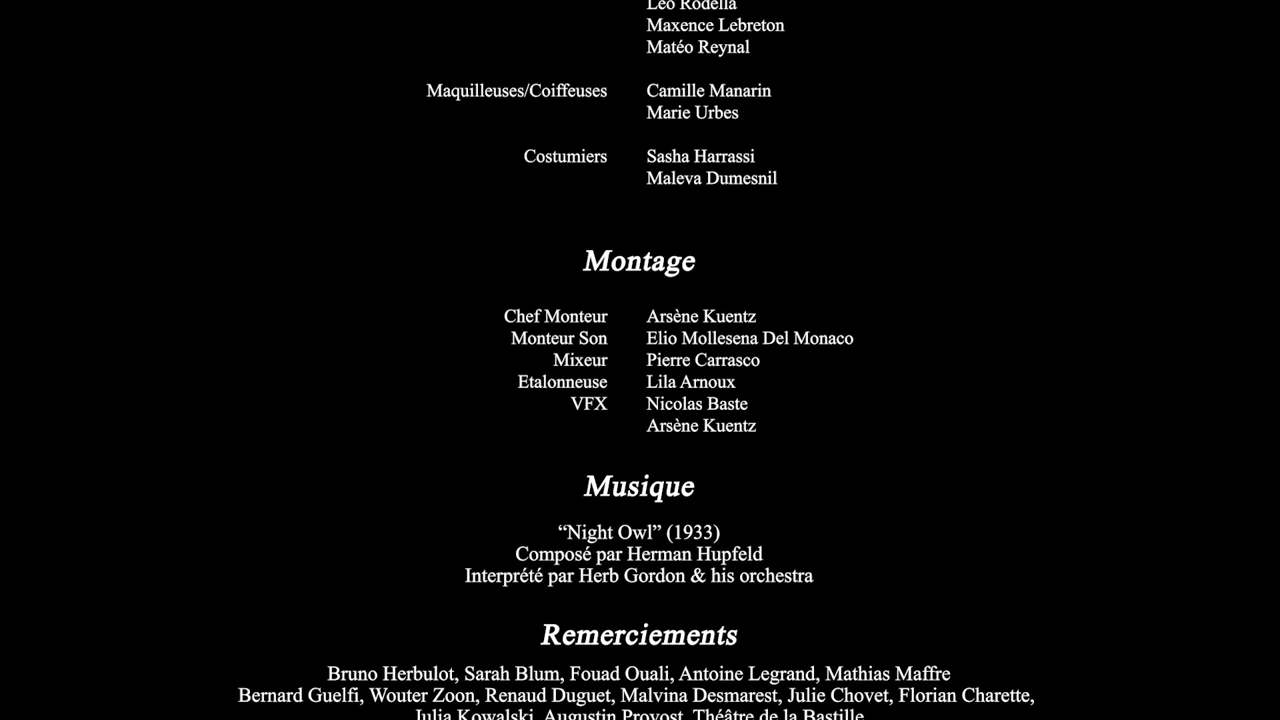 Léo Rodella
Maxence Lebreton
Matéo Reynal
Maquilleuses/Coiffeuses Camille Manarin
Marie Urbes
Costumiers Sasha Harrassi
Maleva Dumesnil
Montage
Chef Monteur Arsène Kuentz
Monteur Son Elio Mollesena Del Monaco
Mixeur Pierre Carrasco
Etalonneuse Lila Arnoux
VFX Nicolas Baste
Arsène Kuentz
Musique
“Night Owl” (1933)
Composé par Herman Hupfeld
Interprété par Herb Gordon & his orchestra
Remerciements
Bruno Herbulot, Sarah Blum, Fouad Ouali, Antoine Legrand, Mathias Maffre
Bernard Guelfi, Wouter Zoon, Renaud Duguet, Malvina Desmarest, Julie Chovet, Florian Charette,
Julia Kowalski, Augustin Provost, Théâtre de la Bastille